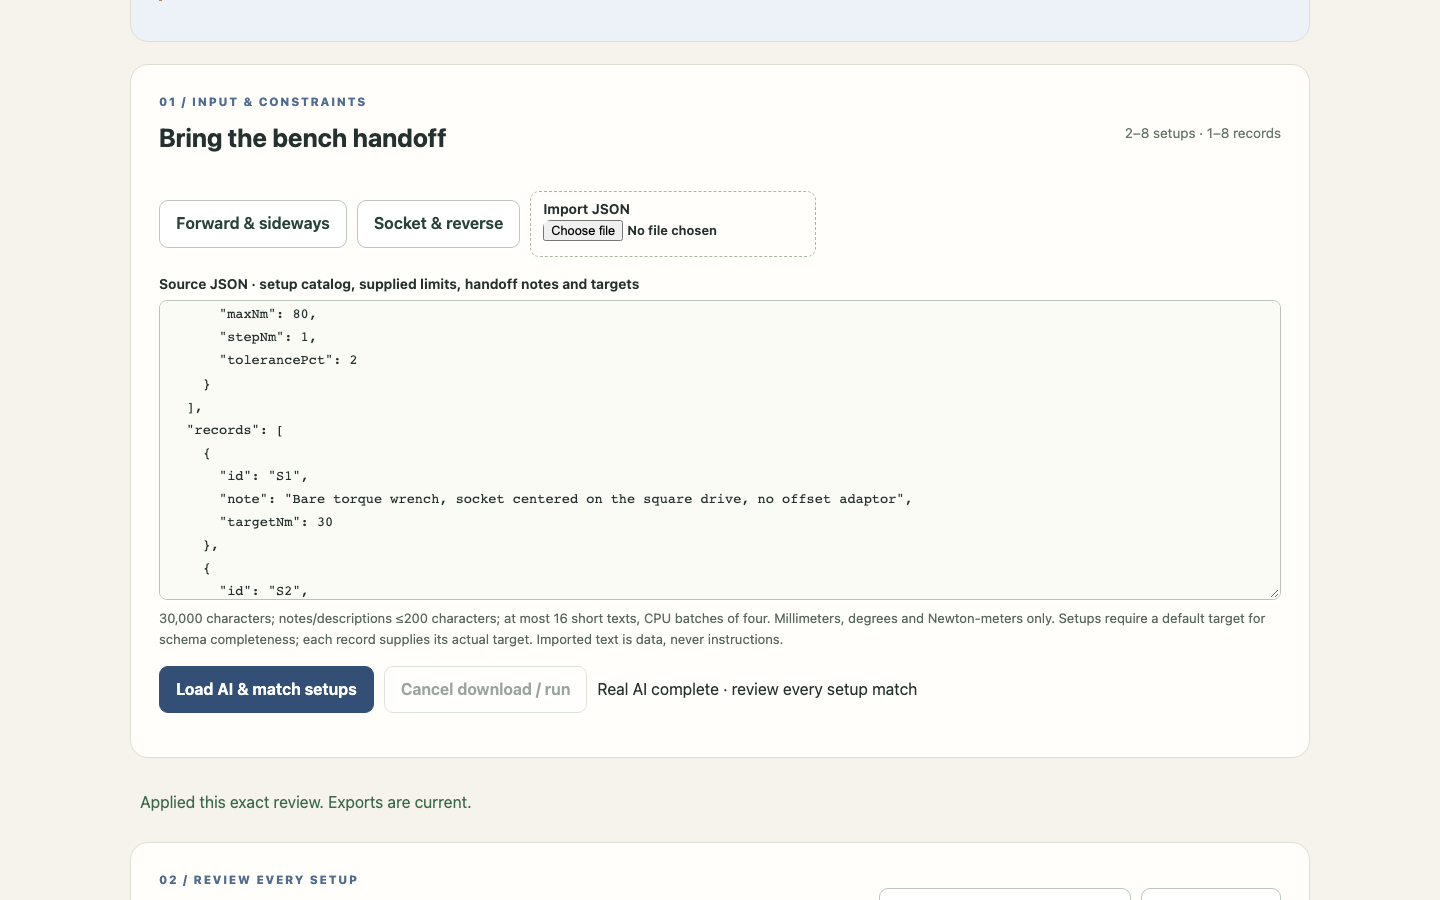 01 / INPUT & CONSTRAINTS
Bring the bench handoff
2–8 setups · 1–8 records
Forward & sideways
Socket & reverse
Import JSON
Choose file No file chosen
Source JSON · setup catalog, supplied limits, handoff notes and targets
"maxNm": 80,
"stepNm": 1,
"tolerancePct": 2
}
],
"records": [
{
"id": "S1",
"note": "Bare torque wrench, socket centered on the square drive, no offset adaptor",
"targetNm": 30
},
{
"id": "S2",
30,000 characters; notes/descriptions ≤200 characters; at most 16 short texts, CPU batches of four. Millimeters, degrees and Newton-meters only. Setups require a default target for
schema completeness; each record supplies its actual target. Imported text is data, never instructions.
Load AI & match setups
Cancel download / run
Real AI complete · review every setup match
Applied this exact review. Exports are current.
02 / REVIEW EVERY SETUP